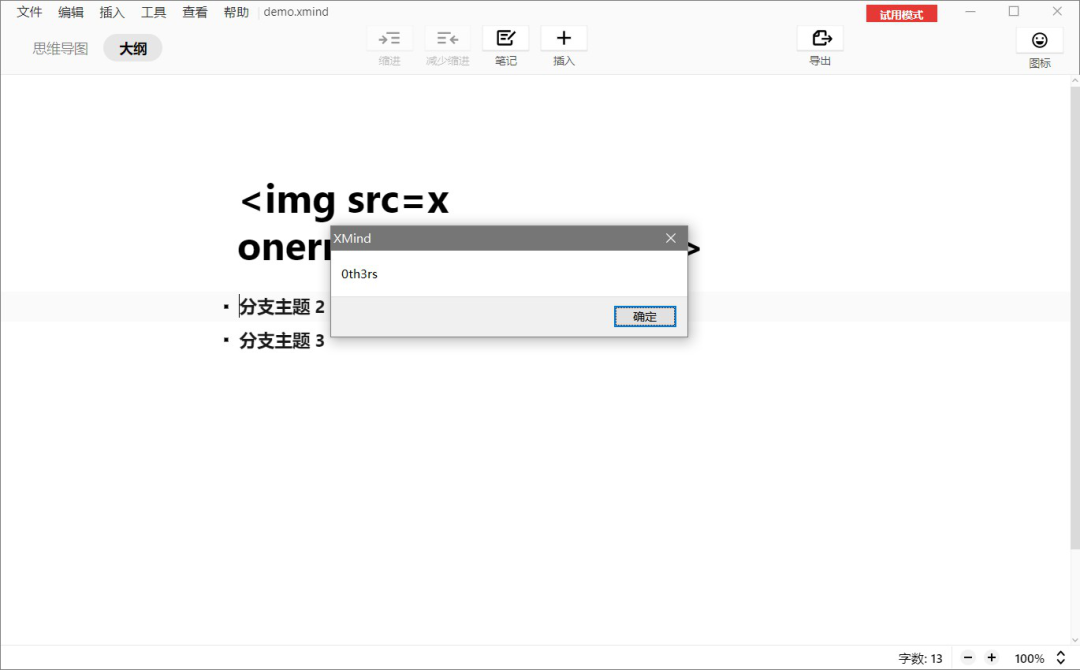 文件 编辑 插入 工具 查看 帮助 demo.xmind 试用模式
思维导图 大纲
缩进 减少缩进 笔记 插入 导出 图标
<img src=x
XMind
>
0th3rs
确定
· 分支主题 2
· 分支主题 3
字数: 13 100%